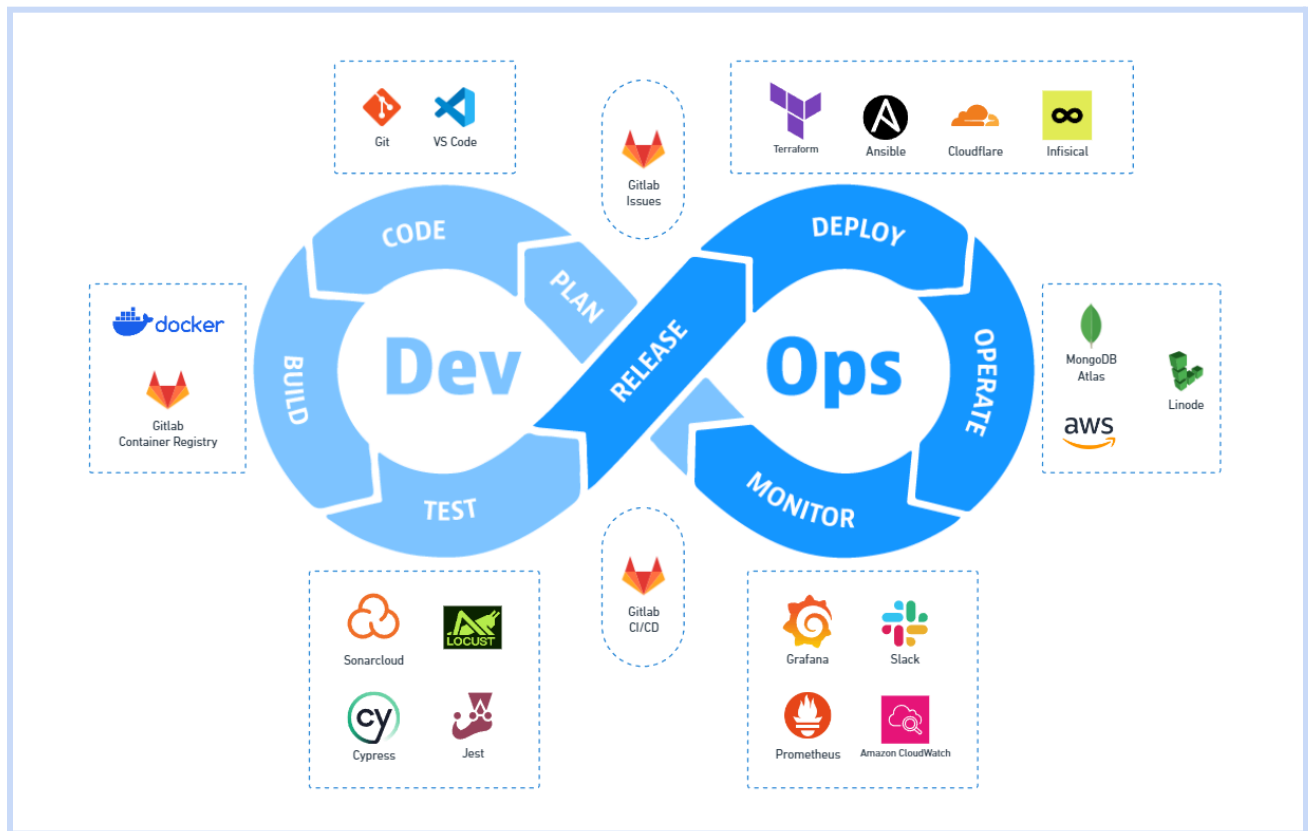 Git
VS Code
Gitlab
Issues
Terraform
Ansible
Cloudflare
Infisical
CODE
PLAN
BUILD
TEST
RELEASE
DEPLOY
OPERATE
MONITOR
Dev
Ops
docker
Gitlab
Container Registry
MongoDB
Atlas
Linode
aws
Sonarcloud
LOCUST
cy
Cypress
Jest
Gitlab
CI/CD
Grafana
Slack
Prometheus
Amazon CloudWatch